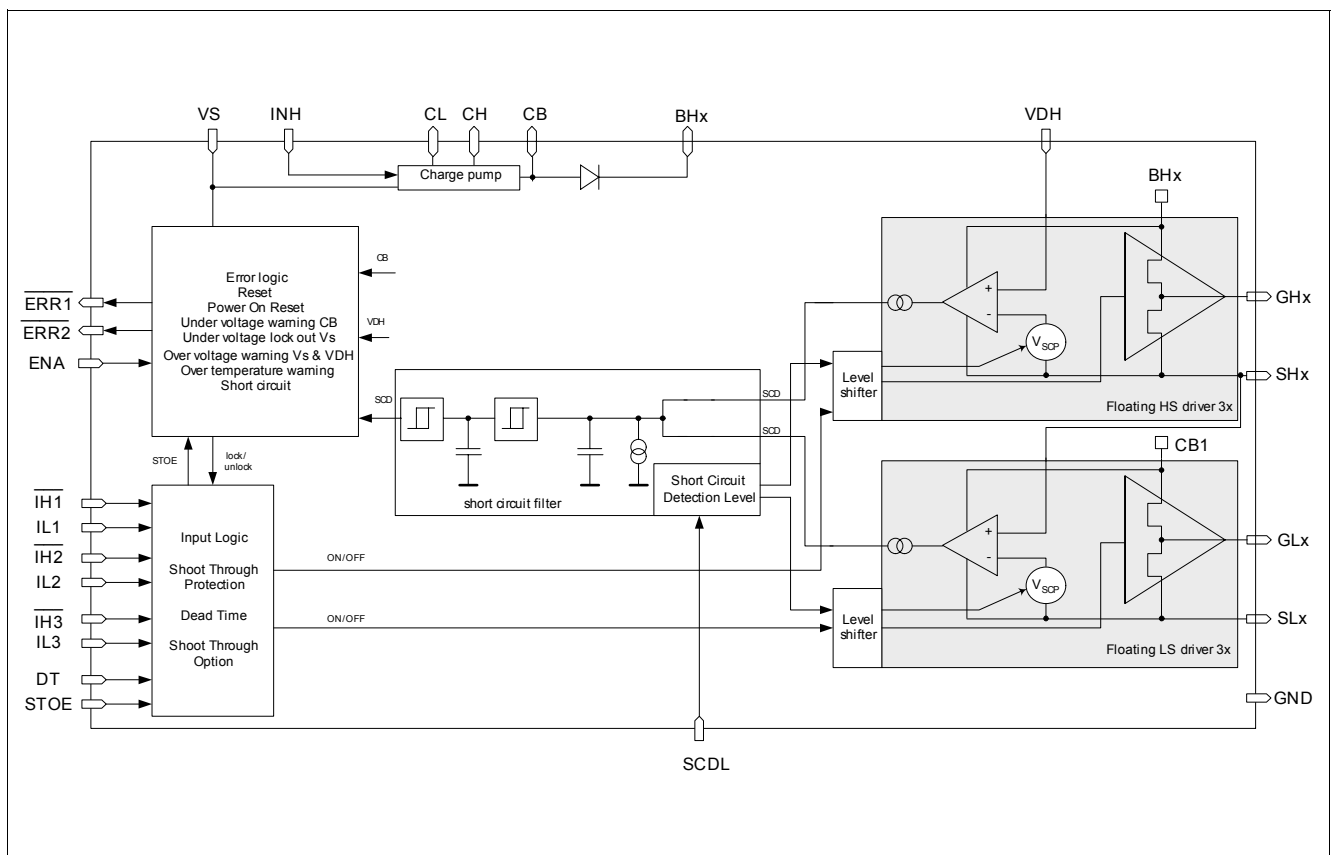 VS
INH
CL
CH
CB
BHx
VDH
Charge pump
BHx
Error logic
Reset
Power On Reset
Under voltage warning CB
Under voltage lock out Vs
Over voltage warning Vs & VDH
Over temperature warning
Short circuit
CB
VDH
ERR1
ERR2
ENA
SCD
STOE
lock/
unlock
SCD
SCD
Short Circuit
Detection Level
short circuit filter
+
-
VSCP
Level
shifter
Floating HS driver 3x
GHx
SHx
CB1
+
-
VSCP
Level
shifter
Floating LS driver 3x
GLx
SLx
GND
IH1
IL1
IH2
IL2
IH3
IL3
DT
STOE
Input Logic
Shoot Through
Protection
Dead Time
Shoot Through
Option
ON/OFF
ON/OFF
SCDL